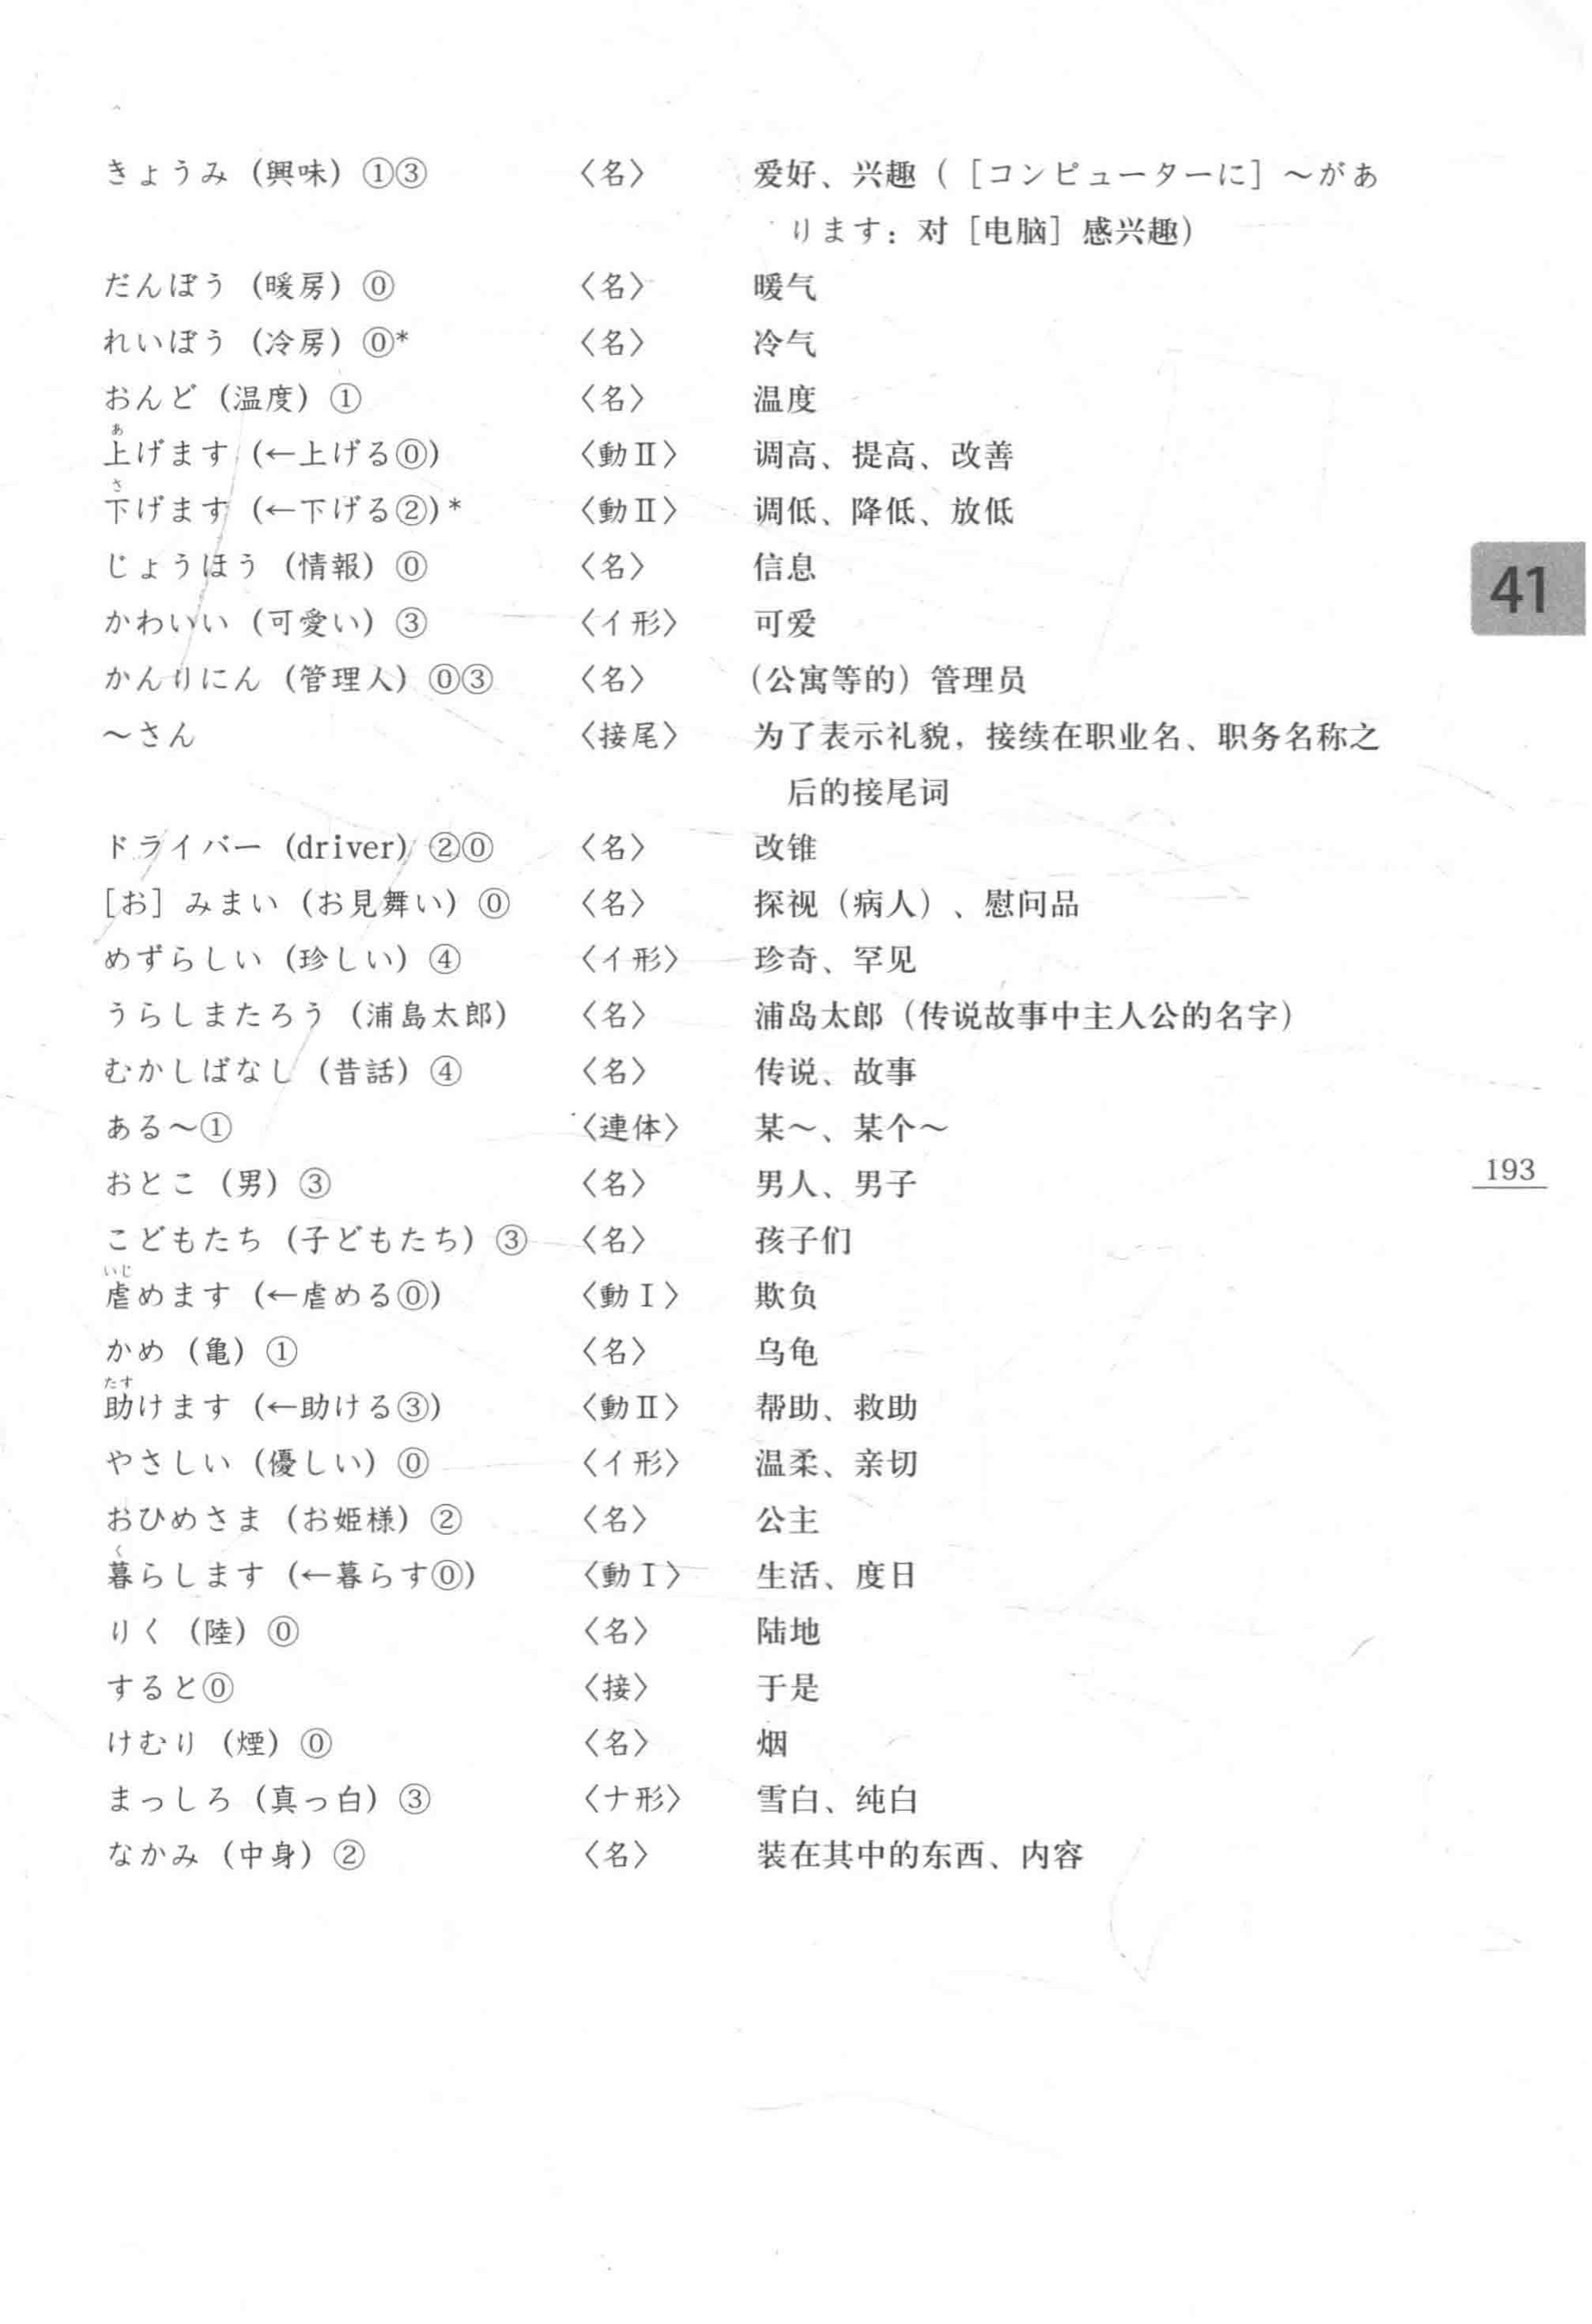 きょうみ（興味）①③ 〈名〉 爱好、兴趣（［コンピューターに］～があ
ります：对［电脑］感兴趣）
だんぼう（暖房）⓪ 〈名〉 暖气
れいぼう（冷房）⓪* 〈名〉 冷气
おんど（温度）① 〈名〉 温度
あ
上げます（←上げる⓪） 〈動Ⅱ〉 调高、提高、改善
さ
下げます（←下げる②）* 〈動Ⅱ〉 调低、降低、放低
じょうほう（情報）⓪ 〈名〉 信息
41
かわいい（可愛い）③ 〈イ形〉 可爱
かんりにん（管理人）⓪③ 〈名〉 （公寓等的）管理员
～さん 〈接尾〉 为了表示礼貌，接续在职业名、职务名称之
后的接尾词
ドライバー（driver）②⓪ 〈名〉 改锥
［お］みまい（お見舞い）⓪ 〈名〉 探视（病人）、慰问品
めずらしい（珍しい）④ 〈イ形〉 珍奇、罕见
うらしまたろう（浦島太郎） 〈名〉 浦岛太郎（传说故事中主人公的名字）
むかしばなし（昔話）④ 〈名〉 传说、故事
ある～① 〈連体〉 某～、某个～
おとこ（男）③ 〈名〉 男人、男子
193
こどもたち（子どもたち）③ 〈名〉 孩子们
いじ
虐めます（←虐める⓪） 〈動Ⅰ〉 欺负
かめ（亀）① 〈名〉 乌龟
たす
助けます（←助ける③） 〈動Ⅱ〉 帮助、救助
やさしい（優しい）⓪ 〈イ形〉 温柔、亲切
おひめさま（お姫様）② 〈名〉 公主
く
暮らします（←暮らす⓪） 〈動Ⅰ〉 生活、度日
りく（陸）⓪ 〈名〉 陆地
すると⓪ 〈接〉 于是
けむり（煙）⓪ 〈名〉 烟
まっしろ（真っ白）③ 〈ナ形〉 雪白、纯白
なかみ（中身）② 〈名〉 装在其中的东西、内容